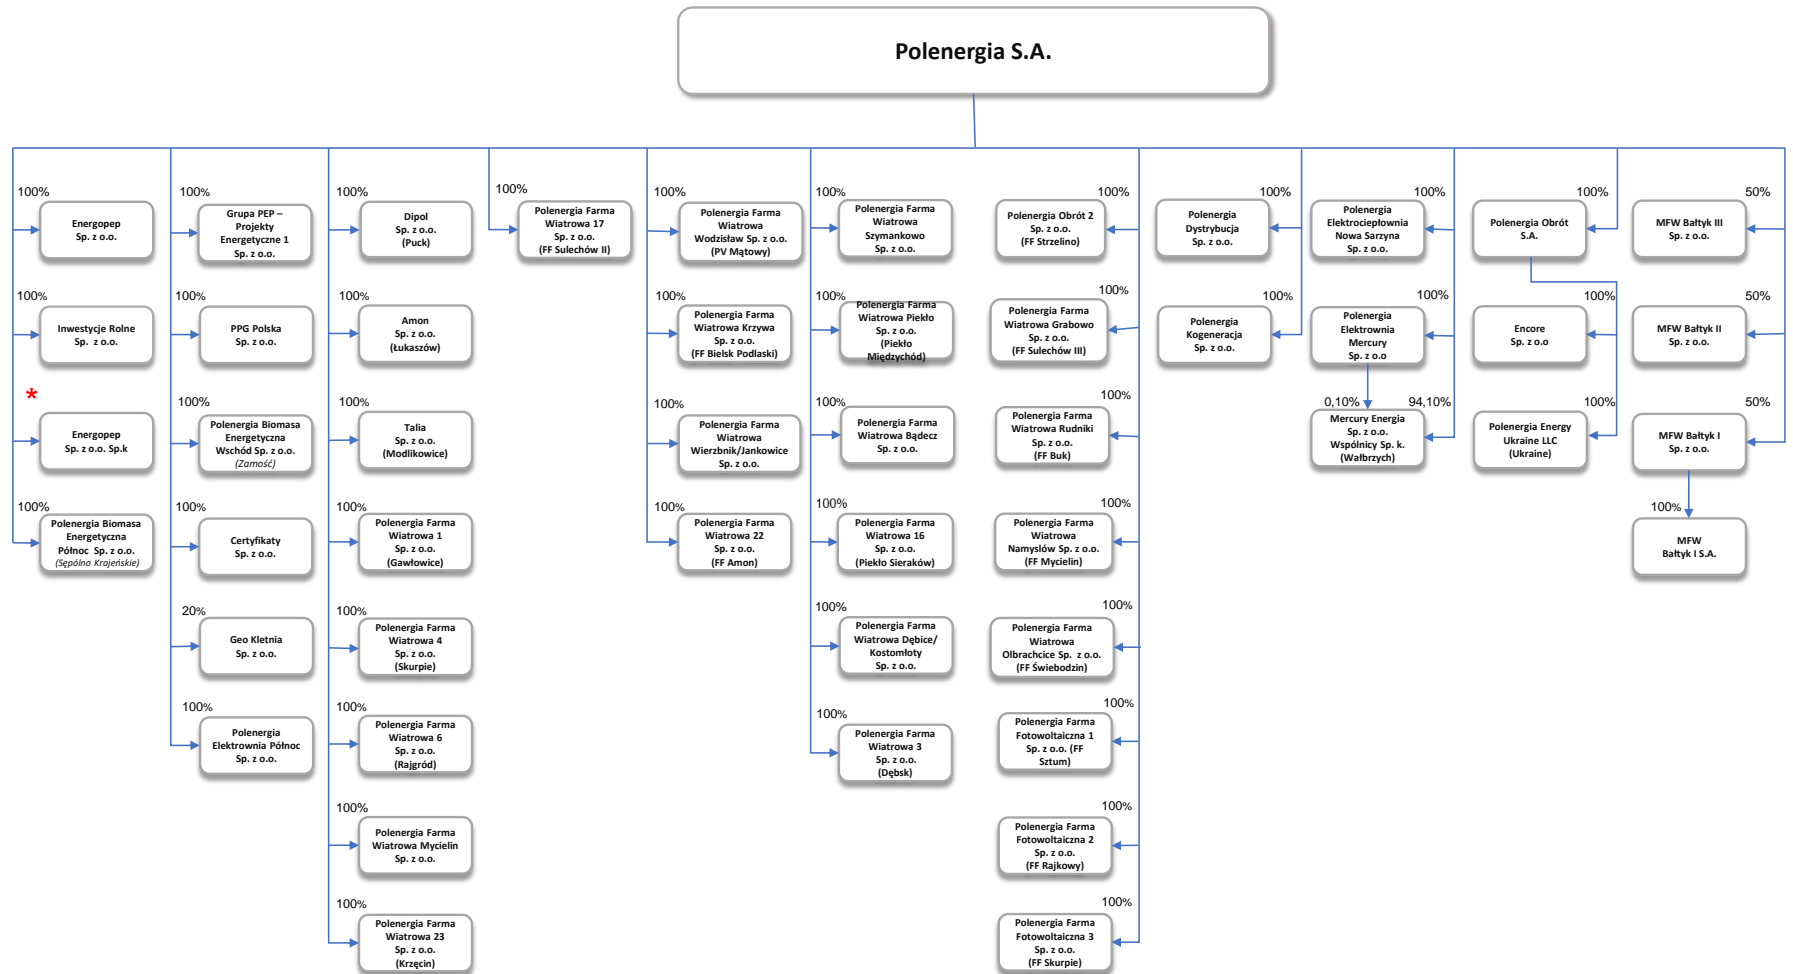 Polenergia S.A.
100%
Energopep
Sp. z o.o.
100%
Inwestycje Rolne
Sp. z o.o.
*
Energopep
Sp. z o.o. Sp.k
100%
Polenergia Biomasa
Energetyczna
Północ Sp. z o.o.
(Sępólno Krajeńskie)
100%
Grupa PEP –
Projekty
Energetyczne 1
Sp. z o.o.
100%
PPG Polska
Sp. z o.o.
100%
Polenergia Biomasa
Energetyczna
Wschód Sp. z o.o.
(Zamość)
100%
Certyfikaty
Sp. z o.o.
20%
Geo Kletnia
Sp. z o.o.
100%
Polenergia
Elektrownia Północ
Sp. z o.o.
100%
Dipol
Sp. z o.o.
(Puck)
100%
Amon
Sp. z o.o.
(Łukaszów)
100%
Talia
Sp. z o.o.
(Modlikowice)
100%
Polenergia Farma
Wiatrowa 1
Sp. z o.o.
(Gawłowice)
100%
Polenergia Farma
Wiatrowa 4
Sp. z o.o.
(Skurpie)
100%
Polenergia Farma
Wiatrowa 6
Sp. z o.o.
(Rajgród)
100%
Polenergia Farma
Wiatrowa Mycielin
Sp. z o.o.
100%
Polenergia Farma
Wiatrowa 23
Sp. z o.o.
(Krzęcin)
100%
Polenergia Farma
Wiatrowa 17
Sp. z o.o.
(FF Sulechów II)
100%
Polenergia Farma
Wiatrowa
Wodzisław Sp. z o.o.
(PV Mątowy)
100%
Polenergia Farma
Wiatrowa Krzywa
Sp. z o.o.
(FF Bielsk Podlaski)
100%
Polenergia Farma
Wiatrowa
Wierzbnik/Jankowice
Sp. z o.o.
100%
Polenergia Farma
Wiatrowa 22
Sp. z o.o.
(FF Amon)
100%
Polenergia Farma
Wiatrowa
Szymankowo
Sp. z o.o.
100%
Polenergia Farma
Wiatrowa Piekło
Sp. z o.o.
(Piekło
Międzychód)
100%
Polenergia Farma
Wiatrowa Bądecz
Sp. z o.o.
100%
Polenergia Farma
Wiatrowa 16
Sp. z o.o.
(Piekło Sieraków)
100%
Polenergia Farma
Wiatrowa Dębice/
Kostomłoty
Sp. z o.o.
100%
Polenergia Farma
Wiatrowa 3
Sp. z o.o.
(Dębsk)
100%
Polenergia Obrót 2
Sp. z o.o.
(FF Strzelino)
100%
Polenergia Farma
Wiatrowa Grabowo
Sp. z o.o.
(FF Sulechów III)
100%
Polenergia Farma
Wiatrowa Rudniki
Sp. z o.o.
(FF Buk)
100%
Polenergia Farma
Wiatrowa
Namysłów Sp. z o.o.
(FF Mycielin)
100%
Polenergia Farma
Wiatrowa
Olbrachcice Sp. z o.o.
(FF Świebodzin)
100%
Polenergia Farma
Fotowoltaiczna 1
Sp. z o.o. (FF
Sztum)
100%
Polenergia Farma
Fotowoltaiczna 2
Sp. z o.o.
(FF Rajkowy)
100%
Polenergia Farma
Fotowoltaiczna 3
Sp. z o.o.
(FF Skurpie)
100%
Polenergia
Dystrybucja
Sp. z o.o.
100%
Polenergia
Kogeneracja
Sp. z o.o.
100%
Polenergia
Elektrociepłownia
Nowa Sarzyna
Sp. z o.o.
100%
Polenergia
Elektrownia
Mercury
Sp. z o.o
0,10% 94,10%
Mercury Energia
Sp. z o.o.
Wspólnicy Sp. k.
(Wałbrzych)
100%
Polenergia Obrót
S.A.
100%
Encore
Sp. z o.o
100%
Polenergia Energy
Ukraine LLC
(Ukraine)
50%
MFW Bałtyk III
Sp. z o.o.
50%
MFW Bałtyk II
Sp. z o.o.
50%
MFW Bałtyk I
Sp. z o.o.
100%
MFW
Bałtyk I S.A.